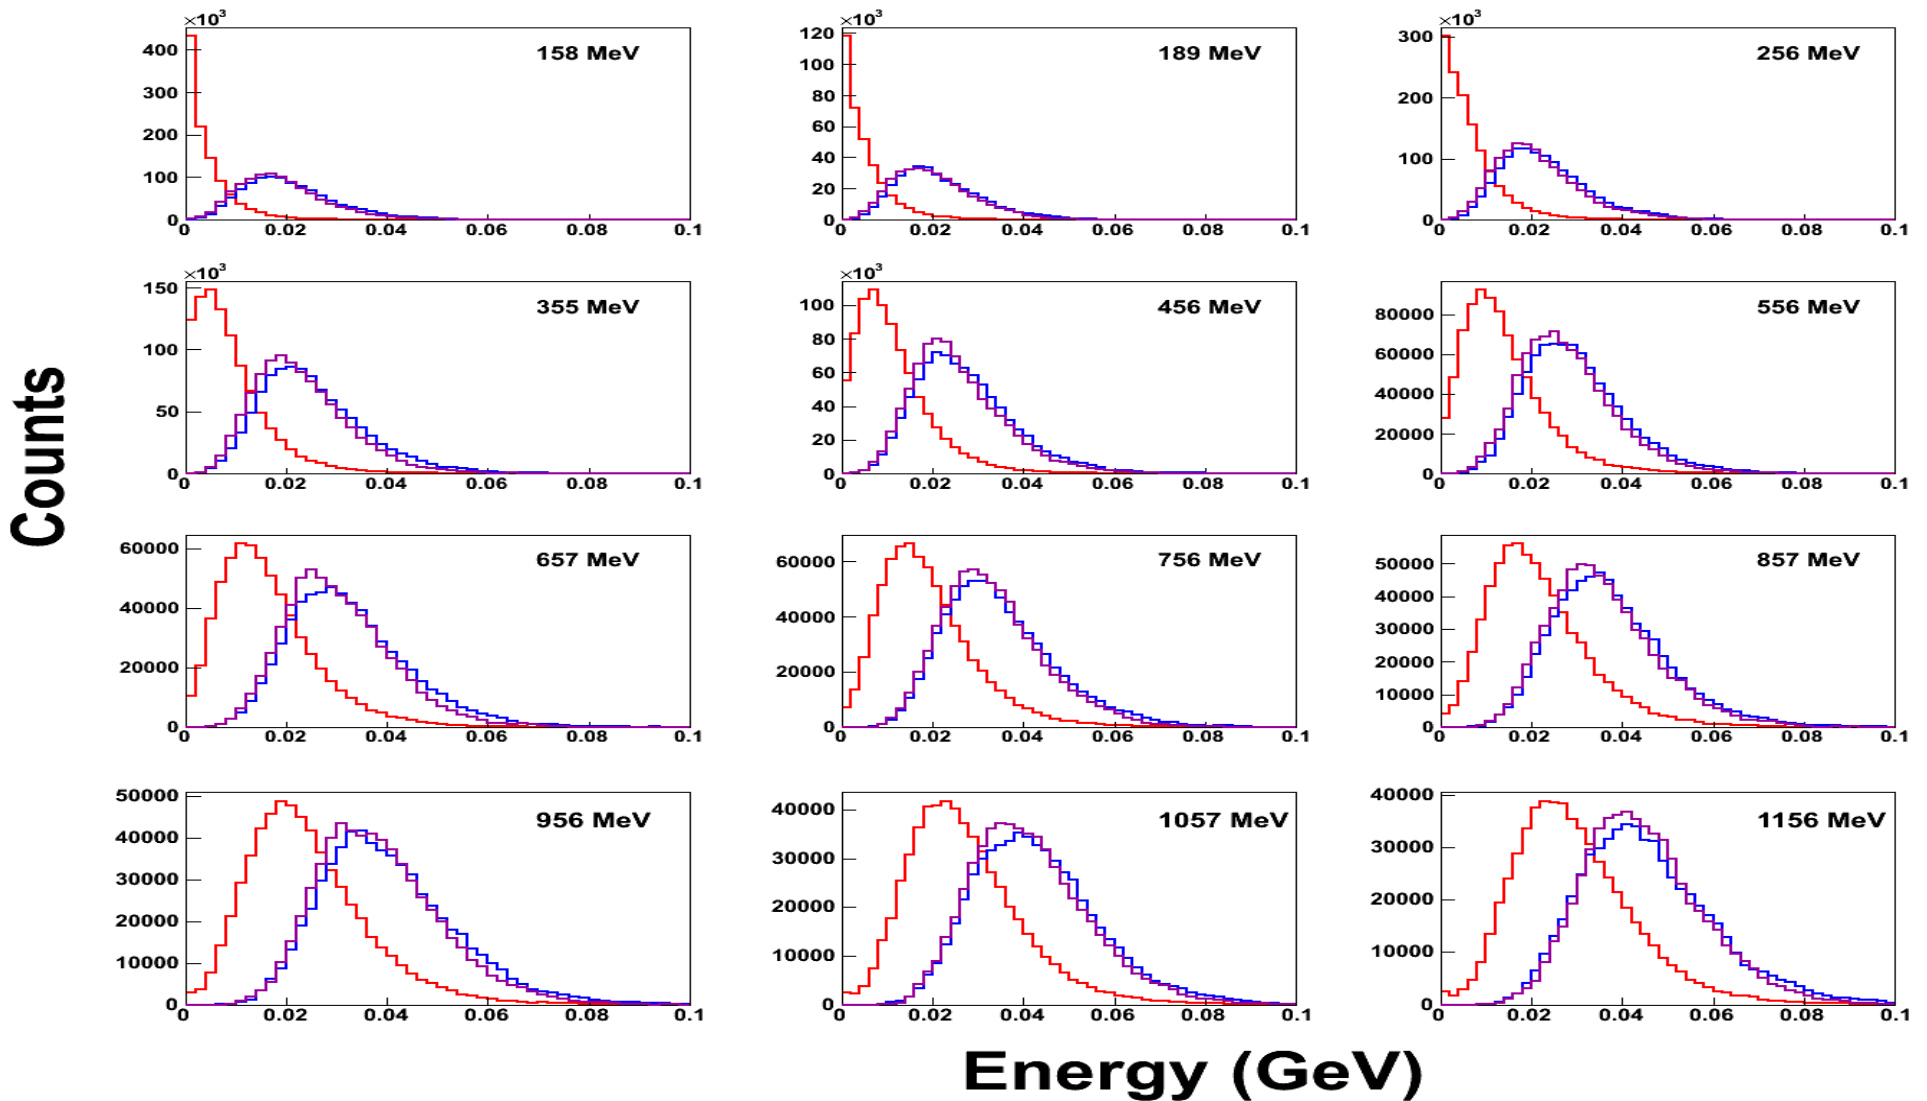 ×10³ ×10³ ×10³
158 MeV 189 MeV 256 MeV
400 300 200 100 0
0 0.02 0.04 0.06 0.08 0.1
120 100 80 60 40 20 0
0 0.02 0.04 0.06 0.08 0.1
300 200 100 0
0 0.02 0.04 0.06 0.08 0.1
×10³ ×10³
355 MeV 456 MeV 556 MeV
150 100 50 0
0 0.02 0.04 0.06 0.08 0.1
100 80 60 40 20 0
0 0.02 0.04 0.06 0.08 0.1
80000 60000 40000 20000 0
0 0.02 0.04 0.06 0.08 0.1
Counts
657 MeV 756 MeV 857 MeV
60000 40000 20000 0
0 0.02 0.04 0.06 0.08 0.1
60000 40000 20000 0
0 0.02 0.04 0.06 0.08 0.1
50000 40000 30000 20000 10000 0
0 0.02 0.04 0.06 0.08 0.1
956 MeV 1057 MeV 1156 MeV
50000 40000 30000 20000 10000 0
0 0.02 0.04 0.06 0.08 0.1
40000 30000 20000 10000 0
0 0.02 0.04 0.06 0.08 0.1
40000 30000 20000 10000 0
0 0.02 0.04 0.06 0.08 0.1
Energy (GeV)